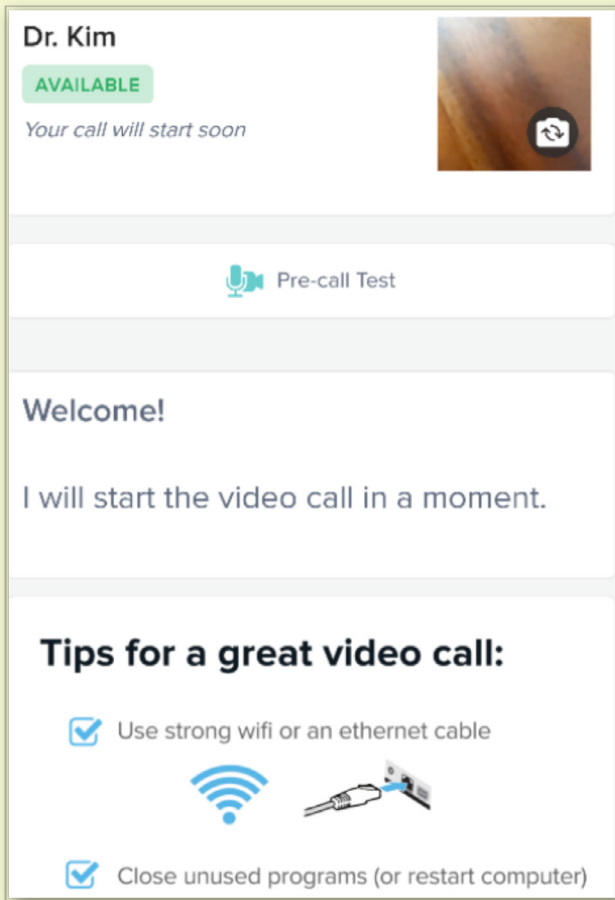 Dr. Kim
AVAILABLE
Your call will start soon
Pre-call Test
Welcome!
I will start the video call in a moment.
Tips for a great video call:
Use strong wifi or an ethernet cable
Close unused programs (or restart computer)